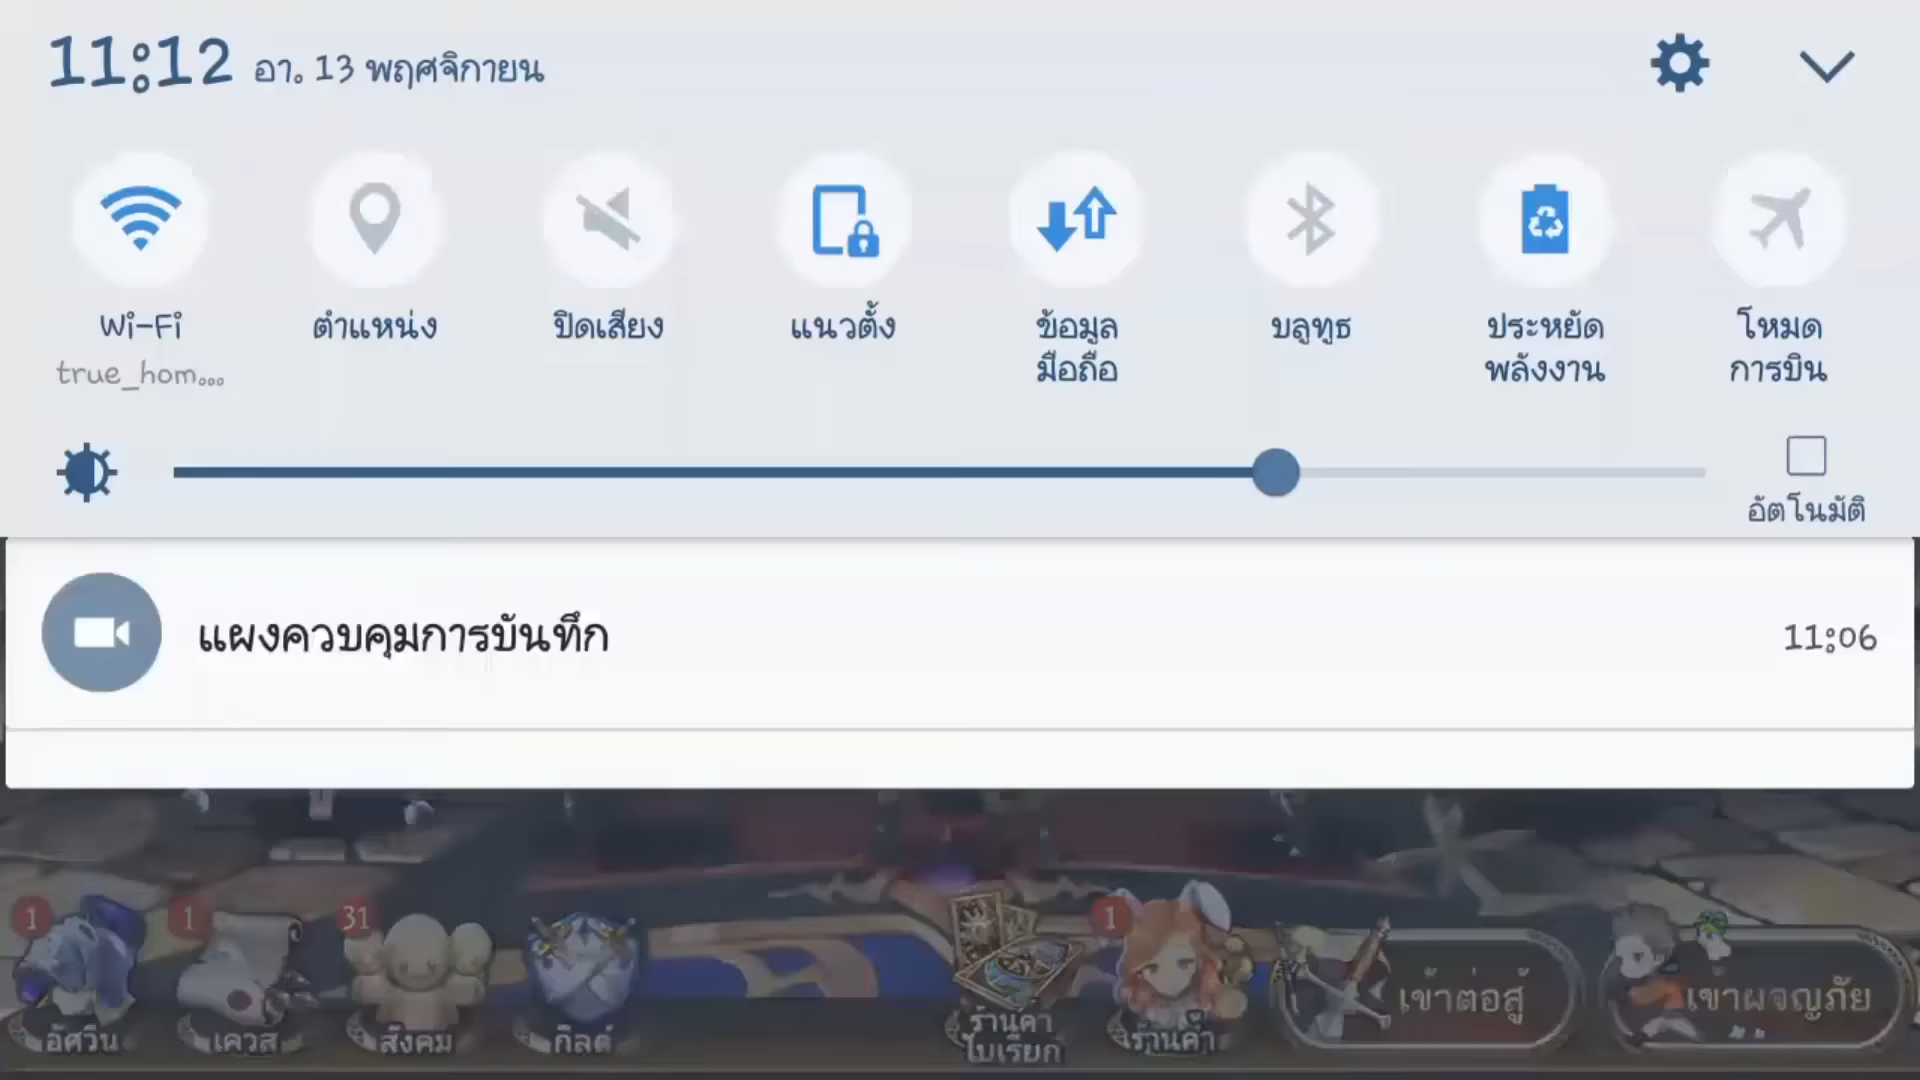 11:12 อา. 13 พฤศจิกายน
Wi-Fi
true_hom...
ตำแหน่ง
ปิดเสียง
แนวตั้ง
ข้อมูล
มือถือ
บลูทูธ
ประหยัด
พลังงาน
โหมด
การบิน
อัตโนมัติ
แผงควบคุมการบันทึก
11:06
1
1
31
1
อัศวิน
เควส
สังคม
กิลด์
ร้านค้า
ใบเรียก
ร้านค้า
เข้าต่อสู้
เข้าผจญภัย